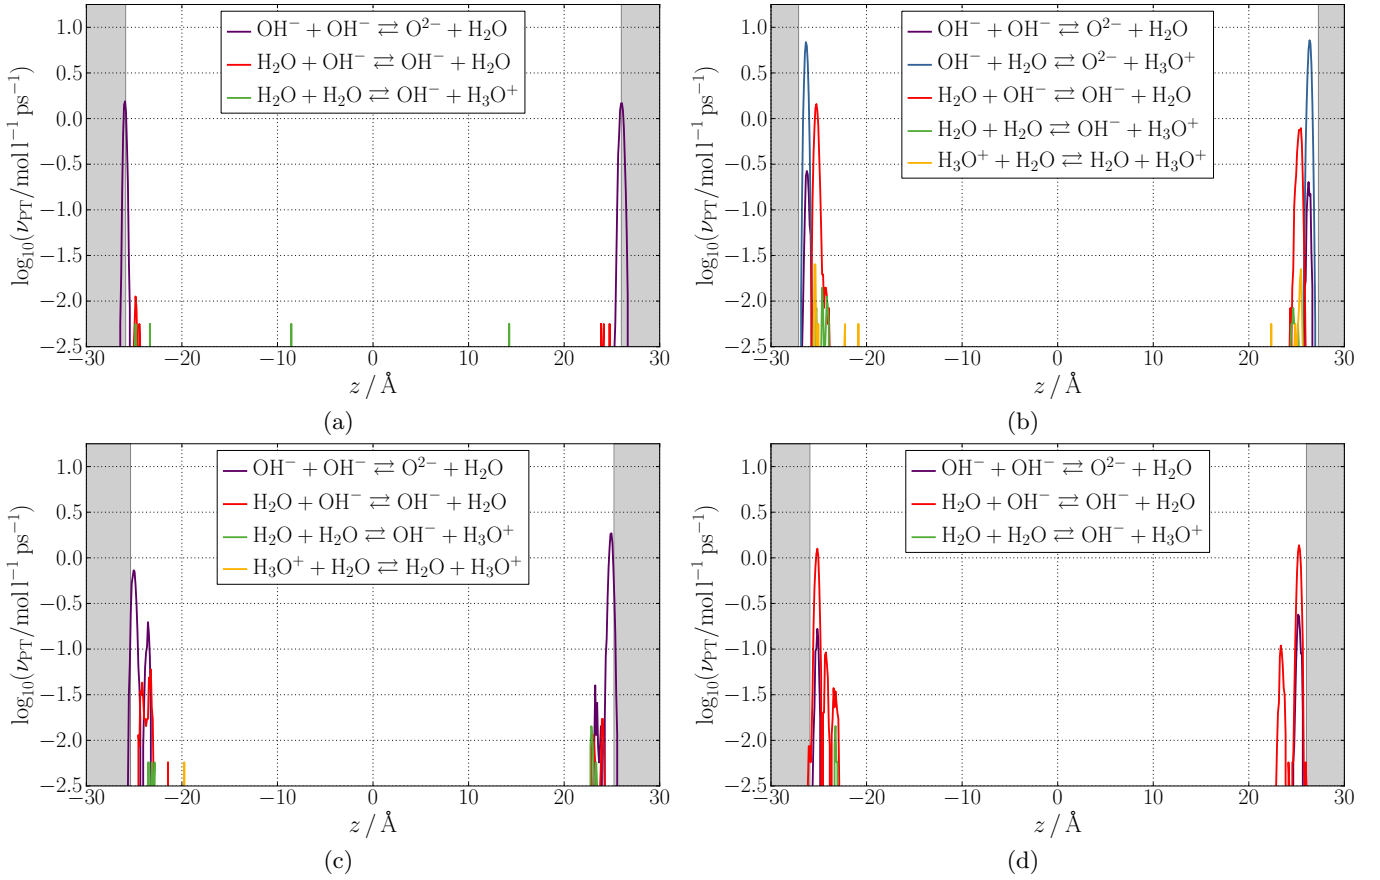 1.0
0.5
0.0
−0.5
−1.0
−1.5
−2.0
−2.5
log₁₀(ν_PT/mol l⁻¹ ps⁻¹)
OH⁻ + OH⁻ ⇄ O²⁻ + H₂O
H₂O + OH⁻ ⇄ OH⁻ + H₂O
H₂O + H₂O ⇄ OH⁻ + H₃O⁺
−30 −20 −10 0 10 20 30
z / Å
(a)
1.0
0.5
0.0
−0.5
−1.0
−1.5
−2.0
−2.5
log₁₀(ν_PT/mol l⁻¹ ps⁻¹)
OH⁻ + OH⁻ ⇄ O²⁻ + H₂O
OH⁻ + H₂O ⇄ O²⁻ + H₃O⁺
H₂O + OH⁻ ⇄ OH⁻ + H₂O
H₂O + H₂O ⇄ OH⁻ + H₃O⁺
H₃O⁺ + H₂O ⇄ H₂O + H₃O⁺
−30 −20 −10 0 10 20 30
z / Å
(b)
1.0
0.5
0.0
−0.5
−1.0
−1.5
−2.0
−2.5
log₁₀(ν_PT/mol l⁻¹ ps⁻¹)
OH⁻ + OH⁻ ⇄ O²⁻ + H₂O
H₂O + OH⁻ ⇄ OH⁻ + H₂O
H₂O + H₂O ⇄ OH⁻ + H₃O⁺
H₃O⁺ + H₂O ⇄ H₂O + H₃O⁺
−30 −20 −10 0 10 20 30
z / Å
(c)
1.0
0.5
0.0
−0.5
−1.0
−1.5
−2.0
−2.5
log₁₀(ν_PT/mol l⁻¹ ps⁻¹)
OH⁻ + OH⁻ ⇄ O²⁻ + H₂O
H₂O + OH⁻ ⇄ OH⁻ + H₂O
H₂O + H₂O ⇄ OH⁻ + H₃O⁺
−30 −20 −10 0 10 20 30
z / Å
(d)